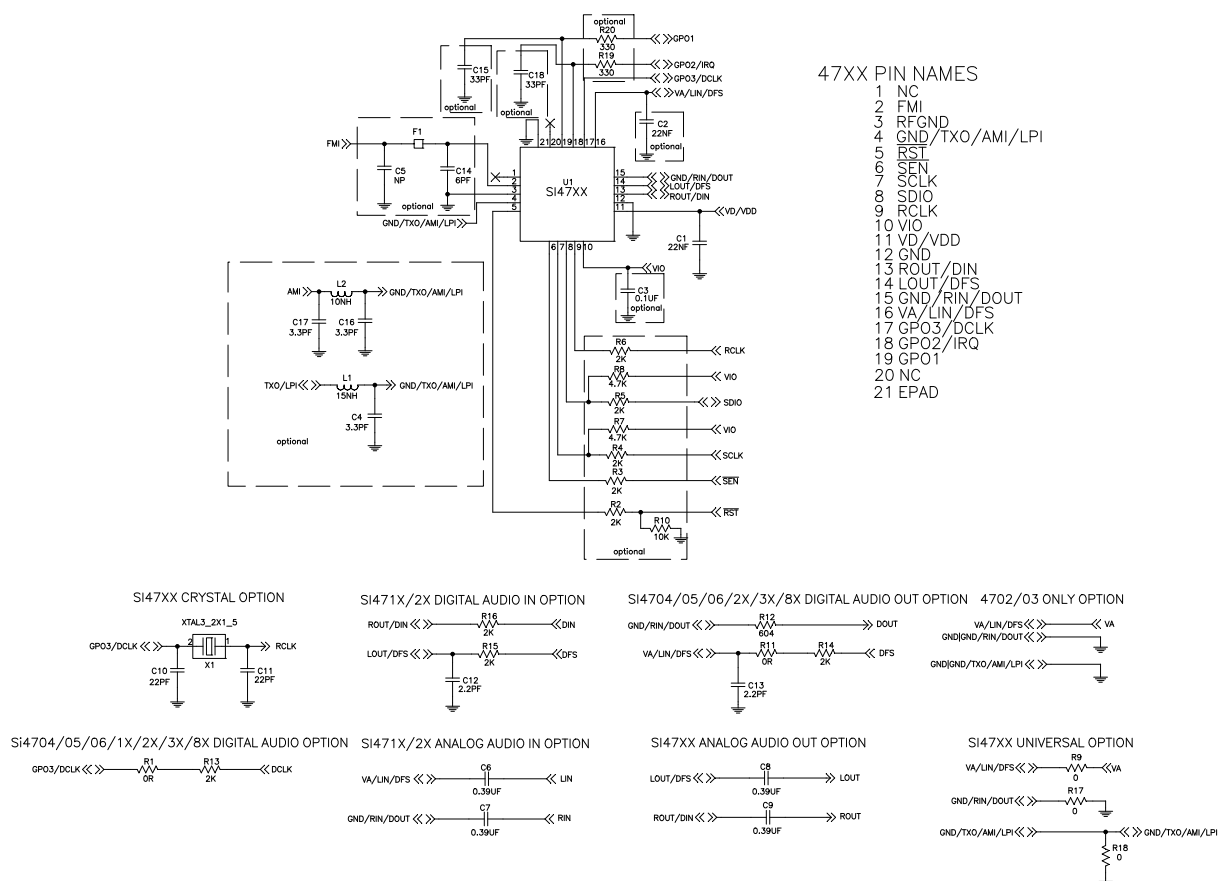 optional
R20
330
GPO1
R19
330
GPO2/IRQ
GPO3/DCLK
VA/LIN/DFS
C15
33PF
optional
C18
33PF
optional
C2
22NF
optional
21 20 19 18 17 16
FMI
F1
C5
NP
C14
6PF
optional
GND/TXO/AMI/LPI
1
2
3
4
5
U1
SI47XX
15
14
13
12
11
GND/RIN/DOUT
LOUT/DFS
ROUT/DIN
VD/VDD
C1
22NF
6 7 8 9 10
VIO
C3
0.1UF
optional
AMI
L2
10NH
GND/TXO/AMI/LPI
C17
3.3PF
C16
3.3PF
TXO/LPI
L1
15NH
GND/TXO/AMI/LPI
C4
3.3PF
optional
R6
2K
RCLK
R8
4.7K
VIO
R5
2K
SDIO
R7
4.7K
VIO
R4
2K
SCLK
R3
2K
SEN
R2
2K
RST
R10
10K
optional
47XX PIN NAMES
1 NC
2 FMI
3 RFGND
4 GND/TXO/AMI/LPI
5 RST
6 SEN
7 SCLK
8 SDIO
9 RCLK
10 VIO
11 VD/VDD
12 GND
13 ROUT/DIN
14 LOUT/DFS
15 GND/RIN/DOUT
16 VA/LIN/DFS
17 GPO3/DCLK
18 GPO2/IRQ
19 GPO1
20 NC
21 EPAD
SI47XX CRYSTAL OPTION
XTAL3_2X1_5
GPO3/DCLK
2
1
RCLK
X1
C10
22PF
C11
22PF
SI471X/2X DIGITAL AUDIO IN OPTION
ROUT/DIN
R16
2K
DIN
LOUT/DFS
R15
2K
DFS
C12
2.2PF
SI4704/05/06/2X/3X/8X DIGITAL AUDIO OUT OPTION
GND/RIN/DOUT
R12
604
DOUT
VA/LIN/DFS
R11
0R
R14
2K
DFS
C13
2.2PF
4702/03 ONLY OPTION
VA/LIN/DFS
VA
GND|GND/RIN/DOUT
GND|GND/TXO/AMI/LPI
Si4704/05/06/1X/2X/3X/8X DIGITAL AUDIO OPTION
GPO3/DCLK
R1
0R
R13
2K
DCLK
SI471X/2X ANALOG AUDIO IN OPTION
VA/LIN/DFS
C6
0.39UF
LIN
GND/RIN/DOUT
C7
0.39UF
RIN
SI47XX ANALOG AUDIO OUT OPTION
LOUT/DFS
C8
0.39UF
LOUT
ROUT/DIN
C9
0.39UF
ROUT
SI47XX UNIVERSAL OPTION
VA/LIN/DFS
R9
0
VA
GND/RIN/DOUT
R17
0
GND/TXO/AMI/LPI
GND/TXO/AMI/LPI
R18
0